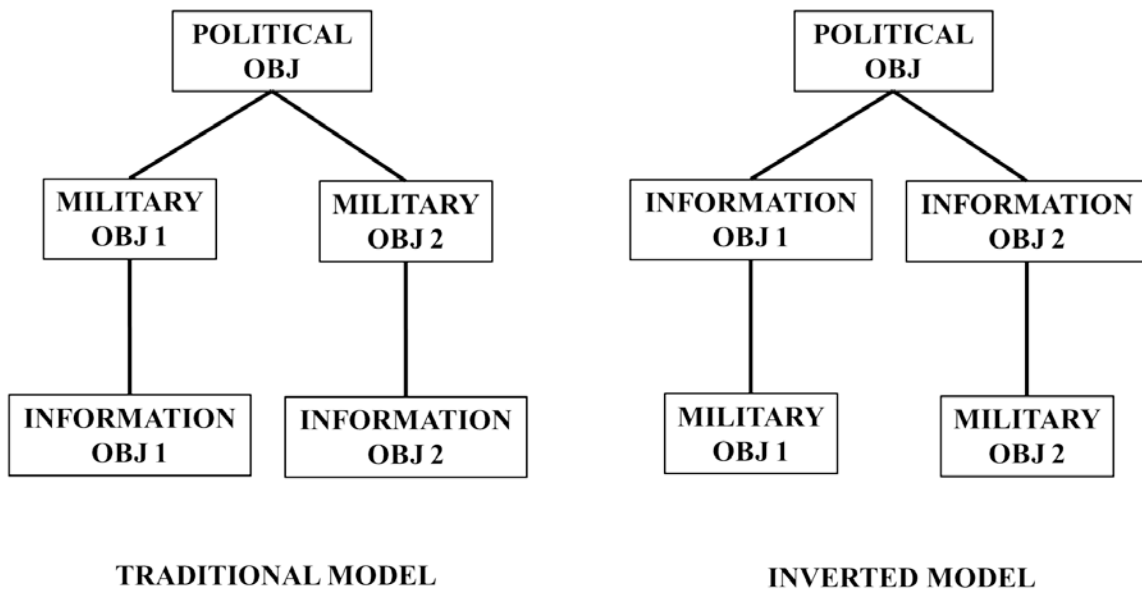 POLITICAL
OBJ
MILITARY
OBJ 1
MILITARY
OBJ 2
INFORMATION
OBJ 1
INFORMATION
OBJ 2
TRADITIONAL MODEL
POLITICAL
OBJ
INFORMATION
OBJ 1
INFORMATION
OBJ 2
MILITARY
OBJ 1
MILITARY
OBJ 2
INVERTED MODEL